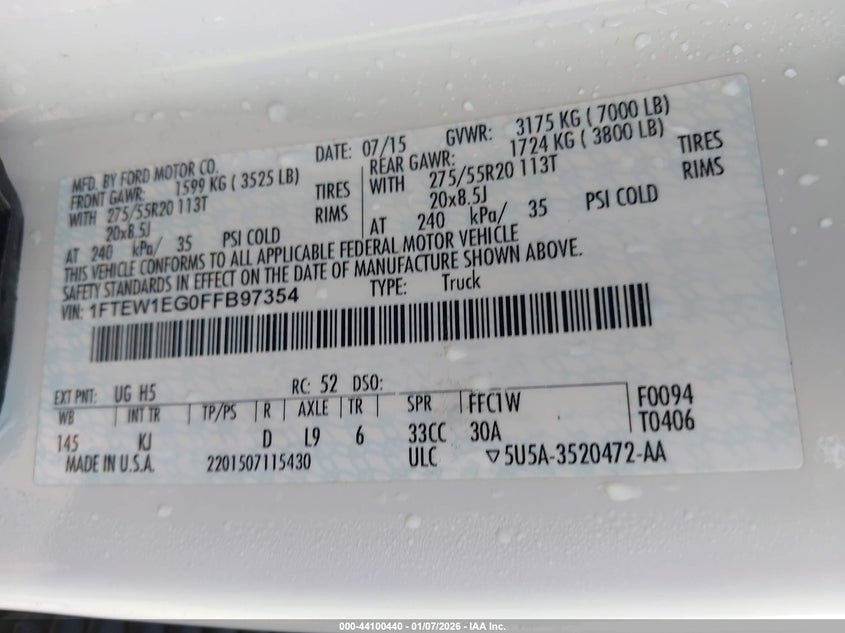 MFD. BY FORD MOTOR CO. DATE: 07/15 GVWR: 3175 KG ( 7000 LB)
FRONT GAWR: 1599 KG ( 3525 LB) REAR GAWR: 1724 KG ( 3800 LB)
WITH 275/55R20 113T TIRES WITH 275/55R20 113T TIRES
20x8.5J RIMS 20x8.5J RIMS
AT 240 kPa/ 35 PSI COLD AT 240 kPa/ 35 PSI COLD
THIS VEHICLE CONFORMS TO ALL APPLICABLE FEDERAL MOTOR VEHICLE
SAFETY STANDARDS IN EFFECT ON THE DATE OF MANUFACTURE SHOWN ABOVE.
VIN: 1FTEW1EG0FFB97354 TYPE: Truck
EXT PNT: UG H5 RC: 52 DSO:
WB INT TR TP/PS R AXLE TR SPR FFC1W F0094
145 KJ D L9 6 33CC 30A T0406
MADE IN U.S.A. 2201507115430 ULC ▽5U5A-3520472-AA
000-44100440 - 01/07/2026 - IAA Inc.